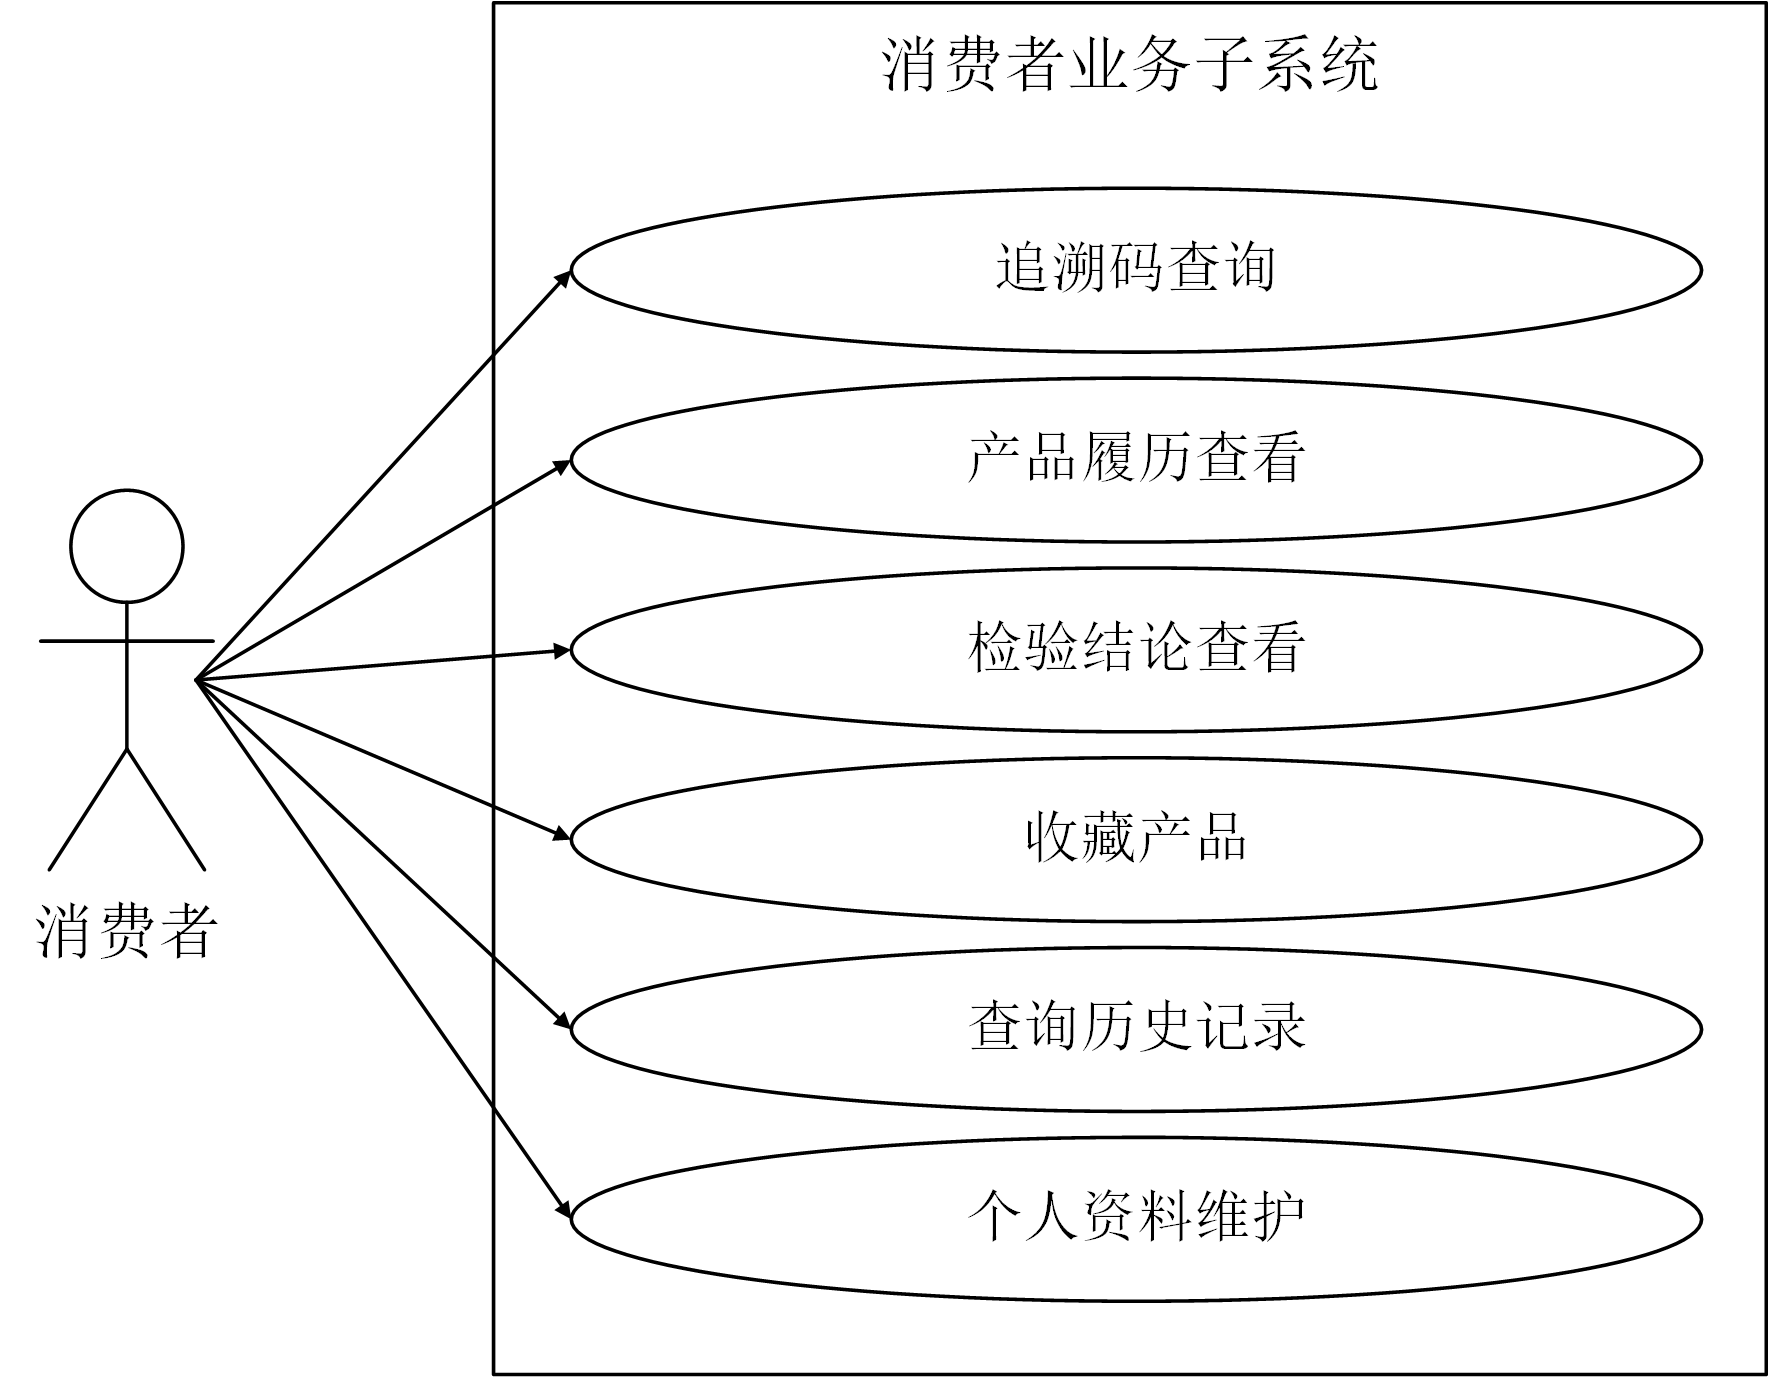 消费者业务子系统
追溯码查询
产品履历查看
检验结论查看
收藏产品
查询历史记录
个人资料维护
消费者